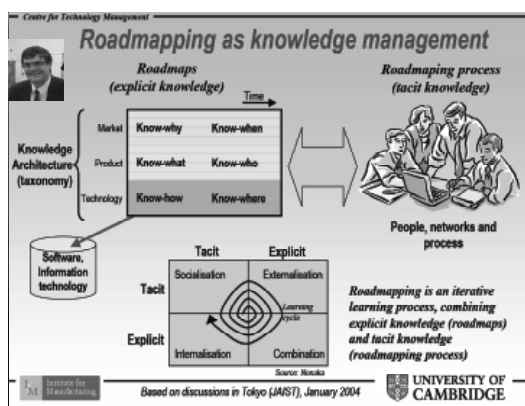 Centre for Technology Management
Roadmapping as knowledge management
Roadmaps
(explicit knowledge)
Time
Roadmaping process
(tacit knowledge)
Knowledge
Architecture
(taxonomy)
Market
Know-why
Know-when
Product
Know-what
Know-who
Technology
Know-how
Know-where
People, networks and
process
Software,
Information
technology
Tacit
Explicit
Tacit
Socialisation
Externalisation
Learning
cycle
Explicit
Internalisation
Combination
Source: Nonaka
Roadmapping is an iterative
learning process, combining
explicit knowledge (roadmaps)
and tacit knowledge
(roadmapping process)
Institute for
Manufacturing
Based on discussions in Tokyo (JAIST), January 2004
UNIVERSITY OF
CAMBRIDGE